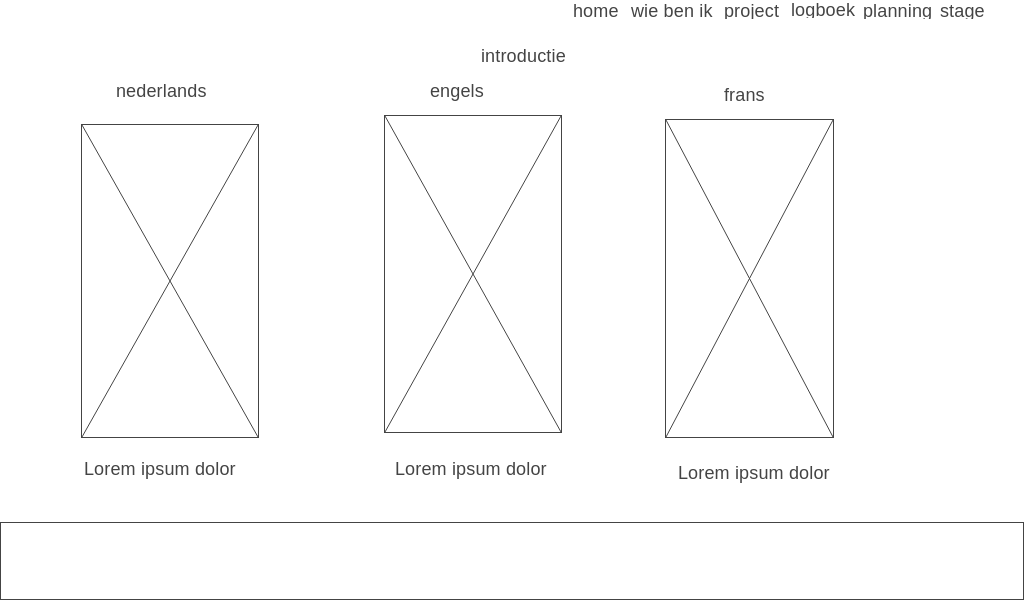 home wie ben ik project logboek planning stage
introductie
nederlands engels frans
Lorem ipsum dolor Lorem ipsum dolor Lorem ipsum dolor